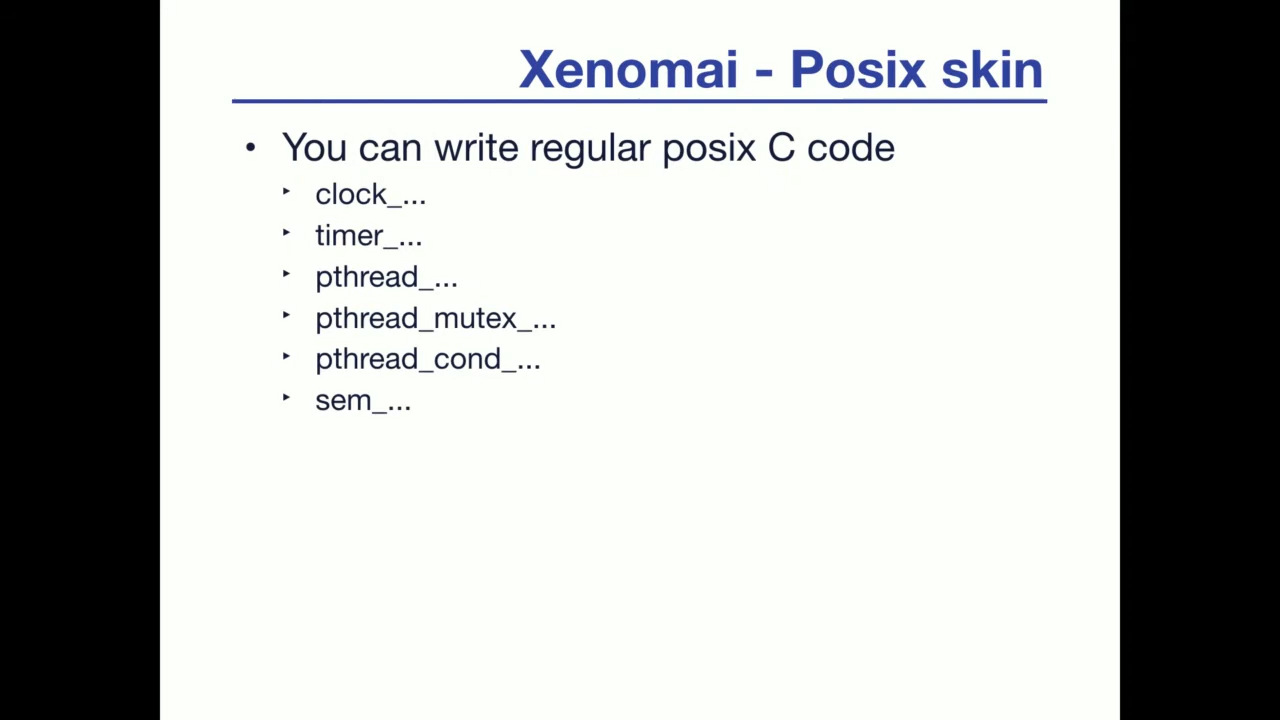 Xenomai - Posix skin
• You can write regular posix C code
‣ clock_...
‣ timer_...
‣ pthread_...
‣ pthread_mutex_...
‣ pthread_cond_...
‣ sem_...